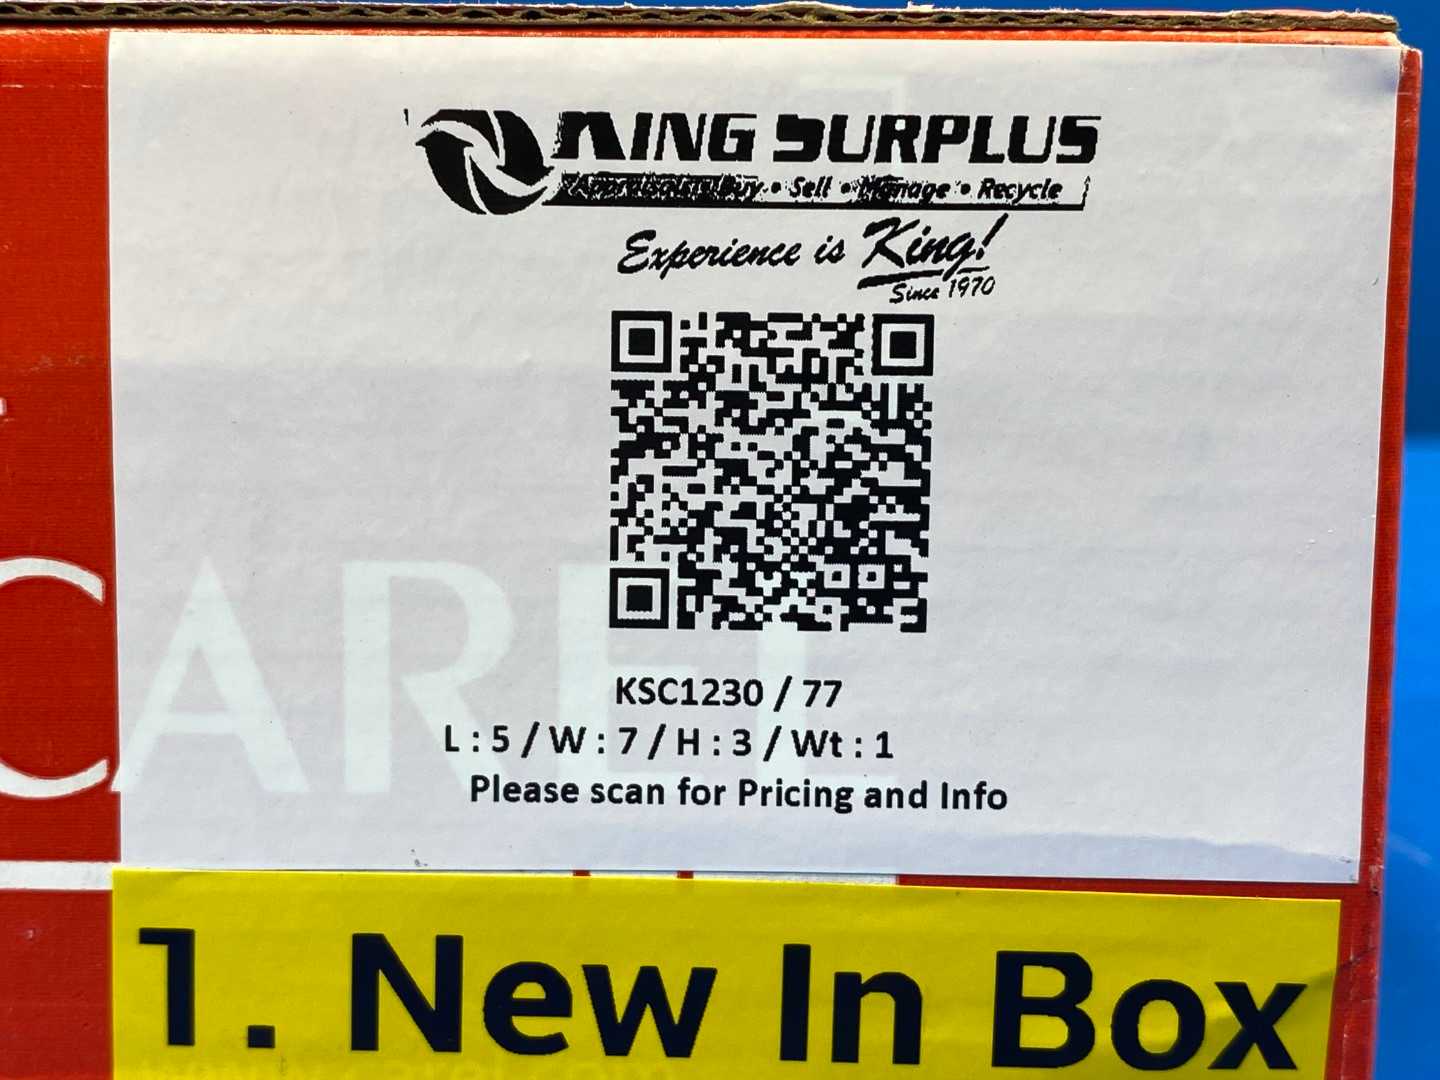 KING SURPLUS
Buy • Sell • Manage • Recycle
Experience is King!
Since 1970
CAREL
KSC1230 / 77
L : 5 / W : 7 / H : 3 / Wt : 1
Please scan for Pricing and Info
1. New In Box